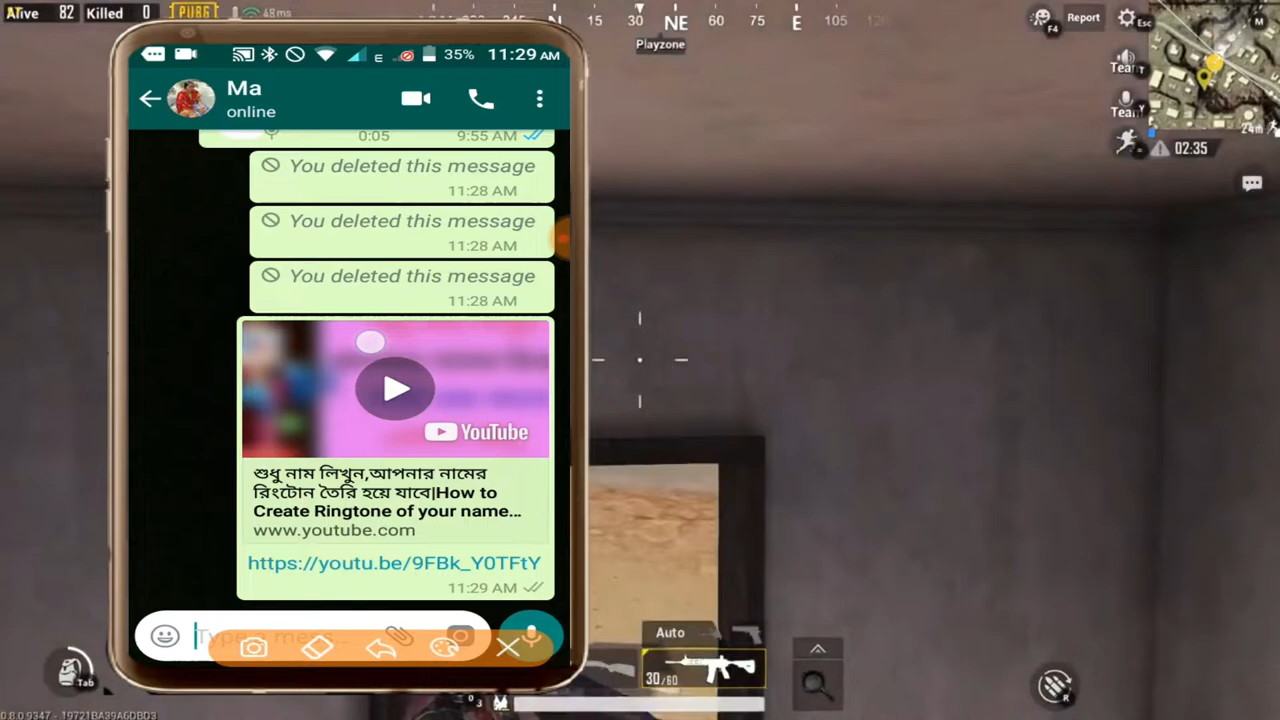 Alive 82 Killed 0 PUBG 48ms
N 15 30 NE 60 75 E 105
Playzone
Report
Esc
F4
M
T
Y
24m
02:35
35% 11:29 AM
E
Ma
online
0:05 9:55 AM
You deleted this message
11:28 AM
You deleted this message
11:28 AM
You deleted this message
11:28 AM
YouTube
শুধু নাম লিখুন,আপনার নামের
রিংটোন তৈরি হয়ে যাবে|How to
Create Ringtone of your name...
www.youtube.com
https://youtu.be/9FBk_Y0TFtY
11:29 AM
Auto
30/60
Tab
R
0 3